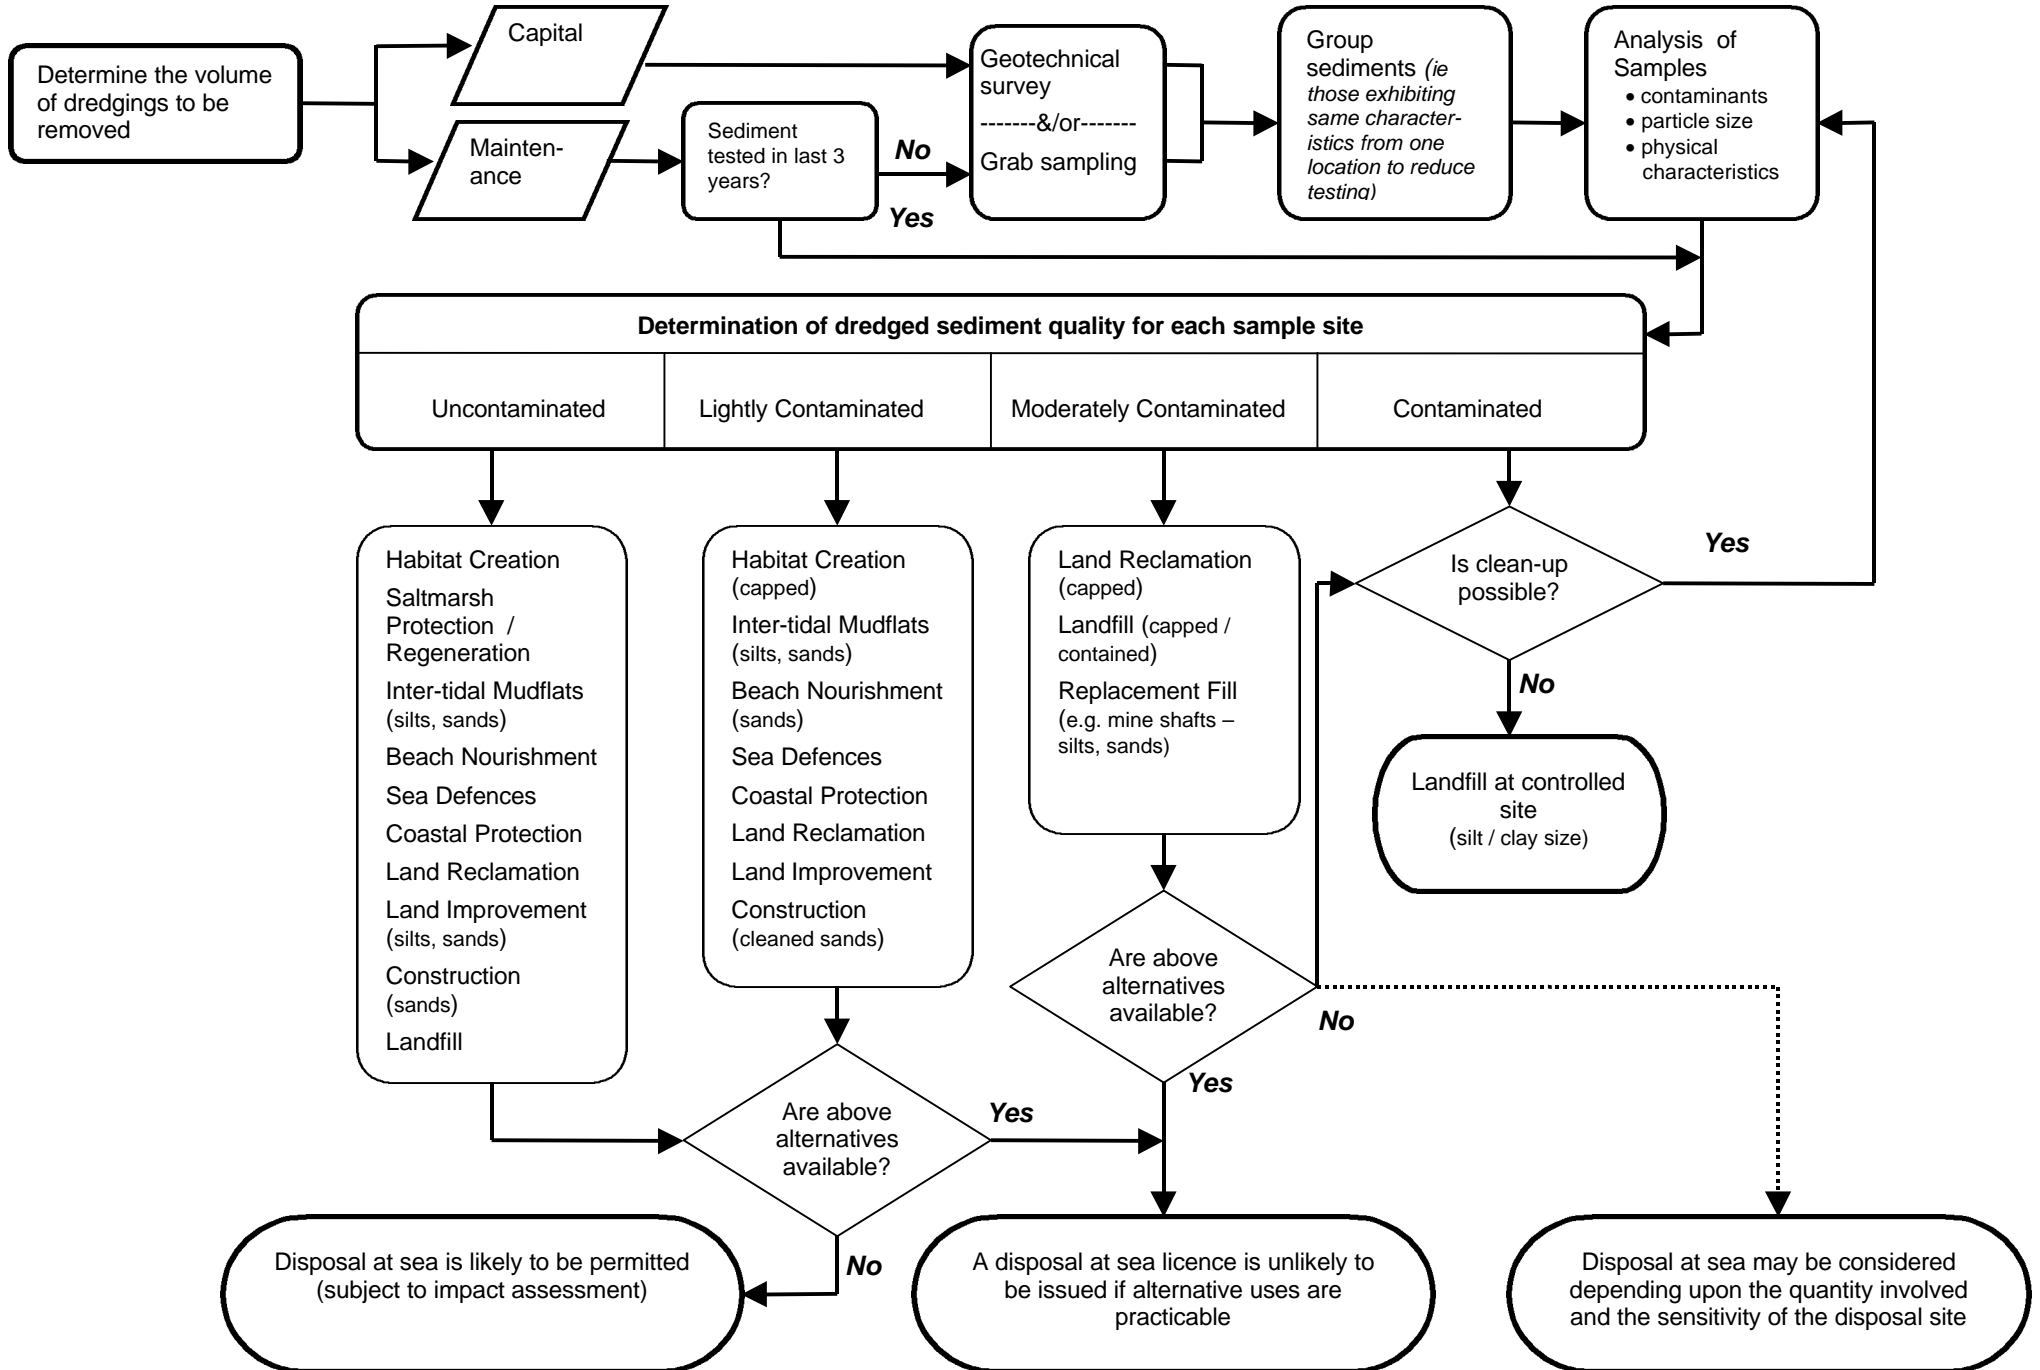 Determine the volume
of dredgings to be
removed
Capital
Mainten-
ance
Sediment
tested in last 3
years?
No
Yes
Geotechnical
survey
-------&/or-------
Grab sampling
Group
sediments (ie
those exhibiting
same character-
istics from one
location to reduce
testing)
Analysis of
Samples
• contaminants
• particle size
• physical
characteristics
Determination of dredged sediment quality for each sample site
Uncontaminated
Lightly Contaminated
Moderately Contaminated
Contaminated
Habitat Creation
Saltmarsh
Protection /
Regeneration
Inter-tidal Mudflats
(silts, sands)
Beach Nourishment
Sea Defences
Coastal Protection
Land Reclamation
Land Improvement
(silts, sands)
Construction
(sands)
Landfill
Habitat Creation
(capped)
Inter-tidal Mudflats
(silts, sands)
Beach Nourishment
(sands)
Sea Defences
Coastal Protection
Land Reclamation
Land Improvement
Construction
(cleaned sands)
Land Reclamation
(capped)
Landfill (capped /
contained)
Replacement Fill
(e.g. mine shafts –
silts, sands)
Is clean-up
possible?
Yes
No
Landfill at controlled
site
(silt / clay size)
Are above
alternatives
available?
No
Yes
Are above
alternatives
available?
Yes
No
Disposal at sea is likely to be permitted
(subject to impact assessment)
A disposal at sea licence is unlikely to
be issued if alternative uses are
practicable
Disposal at sea may be considered
depending upon the quantity involved
and the sensitivity of the disposal site